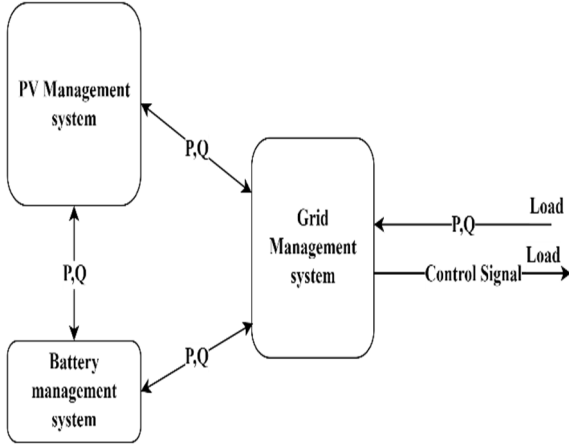 PV Management
system
P,Q
Grid
Management
system
Load
P,Q
Load
Control Signal
P,Q
Battery
management
system
P,Q